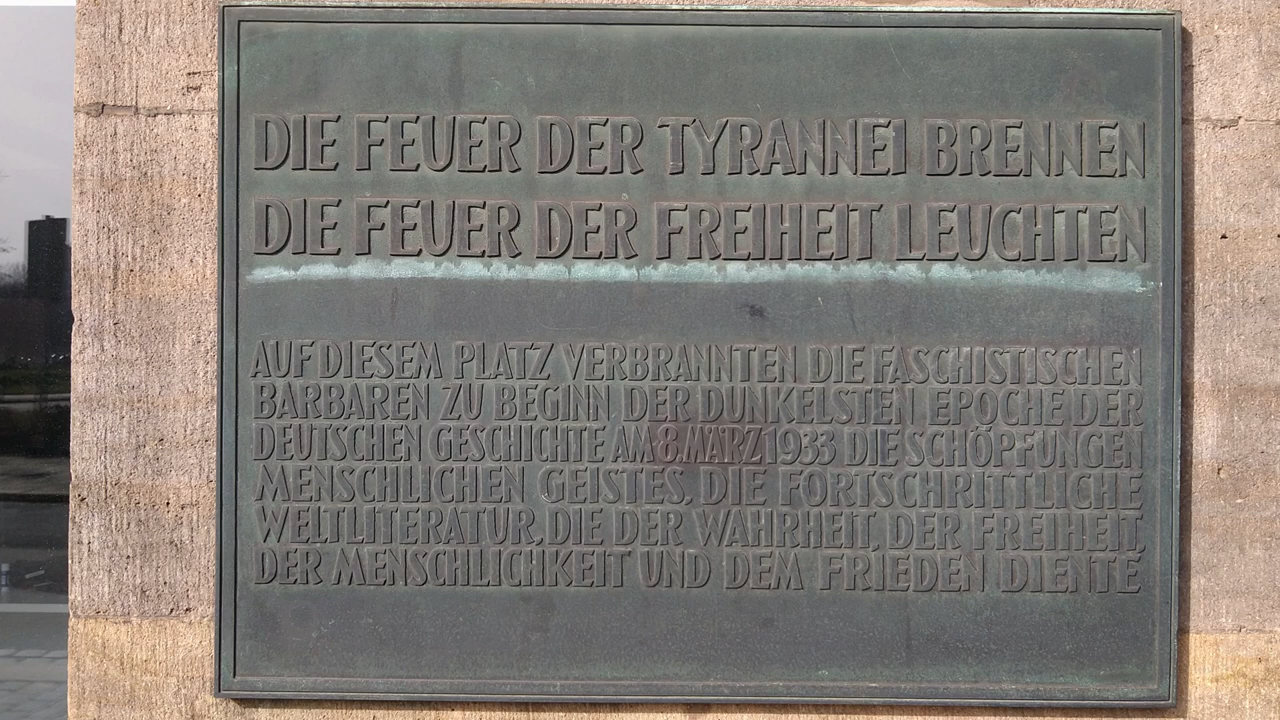 DIE FEUER DER TYRANNEI BRENNEN
DIE FEUER DER FREIHEIT LEUCHTEN
AUF DIESEM PLATZ VERBRANNTEN DIE FASCHISTISCHEN
BARBAREN ZU BEGINN DER DUNKELSTEN EPOCHE DER
DEUTSCHEN GESCHICHTE AM 8. MÄRZ 1933 DIE SCHÖPFUNGEN
MENSCHLICHEN GEISTES, DIE FORTSCHRITTLICHE
WELTLITERATUR, DIE DER WAHRHEIT, DER FREIHEIT,
DER MENSCHLICHKEIT UND DEM FRIEDEN DIENTE